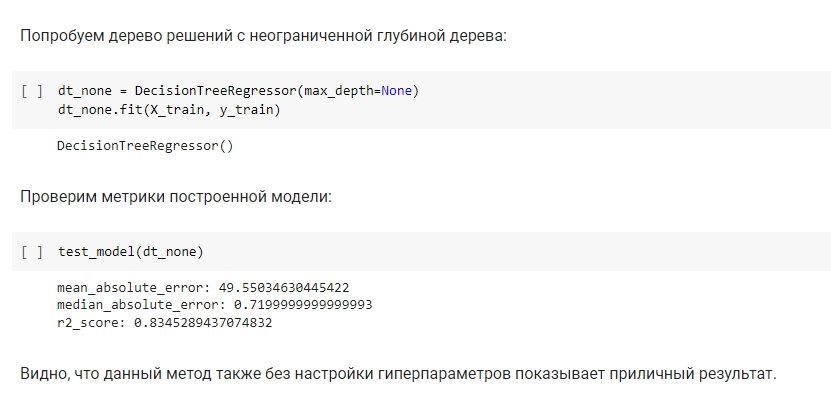 Попробуем дерево решений с неограниченной глубиной дерева:
[ ] dt_none = DecisionTreeRegressor(max_depth=None)
dt_none.fit(X_train, y_train)
DecisionTreeRegressor()
Проверим метрики построенной модели:
[ ] test_model(dt_none)
mean_absolute_error: 49.55034630445422
median_absolute_error: 0.7199999999999993
r2_score: 0.8345289437074832
Видно, что данный метод также без настройки гиперпараметров показывает приличный результат.